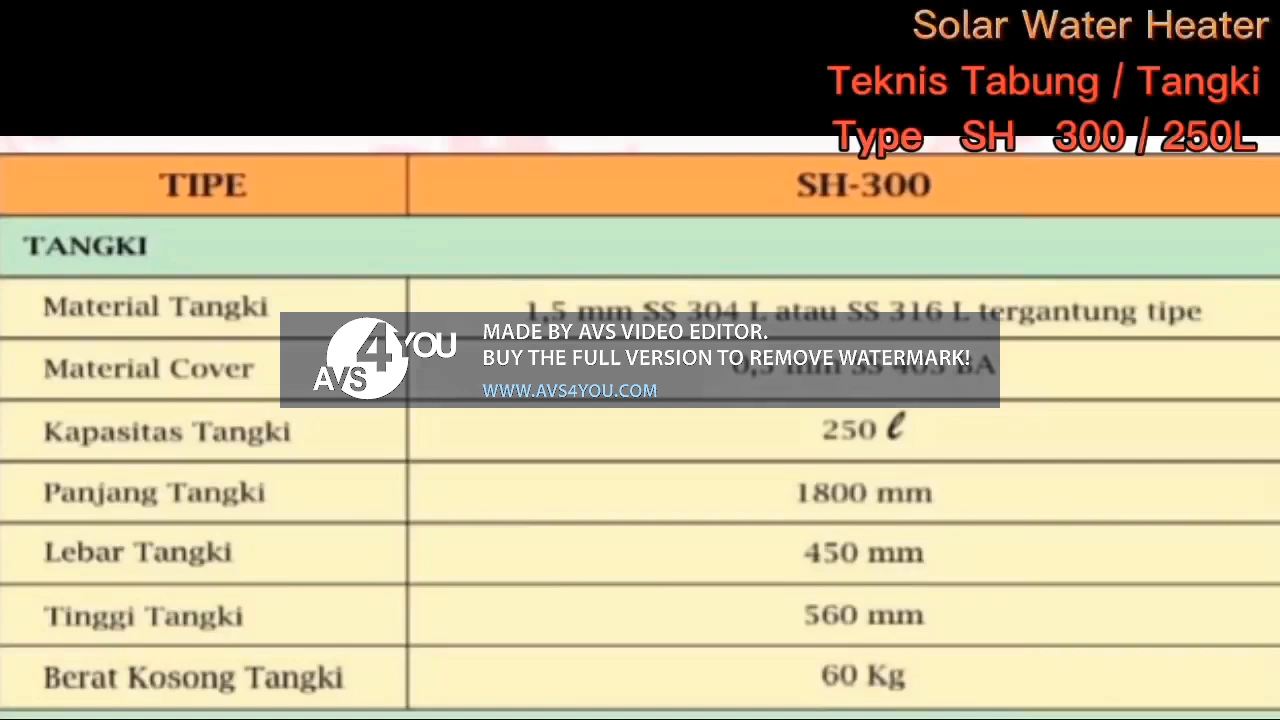 Solar Water Heater
Teknis Tabung / Tangki
Type SH 300 / 250L
TIPE SH-300
TANGKI
Material Tangki 1,5 mm SS 304 L atau SS 316 L tergantung tipe
Material Cover
AVS4YOU
MADE BY AVS VIDEO EDITOR.
BUY THE FULL VERSION TO REMOVE WATERMARK!
WWW.AVS4YOU.COM
Kapasitas Tangki 250 ℓ
Panjang Tangki 1800 mm
Lebar Tangki 450 mm
Tinggi Tangki 560 mm
Berat Kosong Tangki 60 Kg